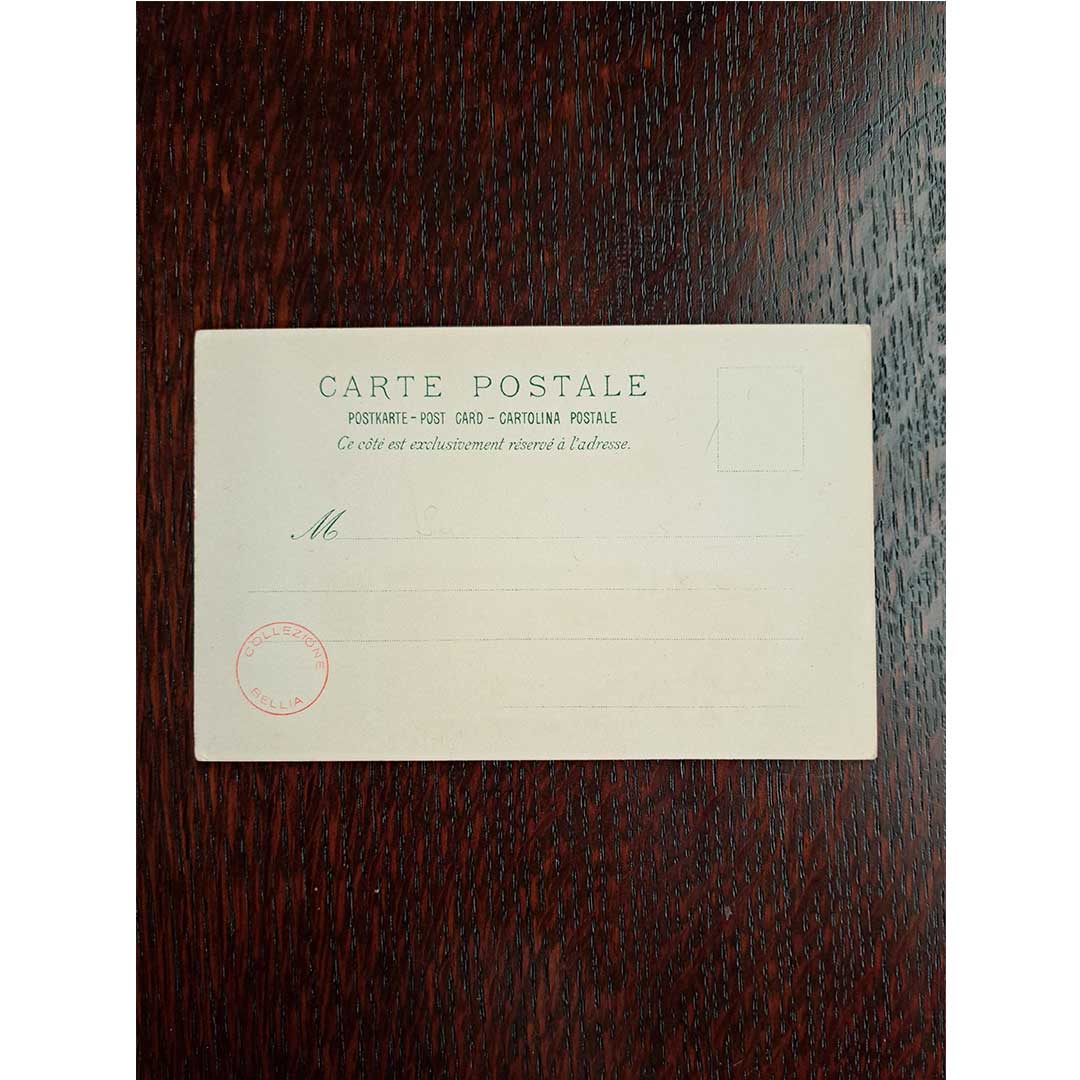 CARTE POSTALE
POSTKARTE - POST CARD - CARTOLINA POSTALE
Ce côté est exclusivement réservé à l'adresse.
M
COLLEZIONE
BELLIA